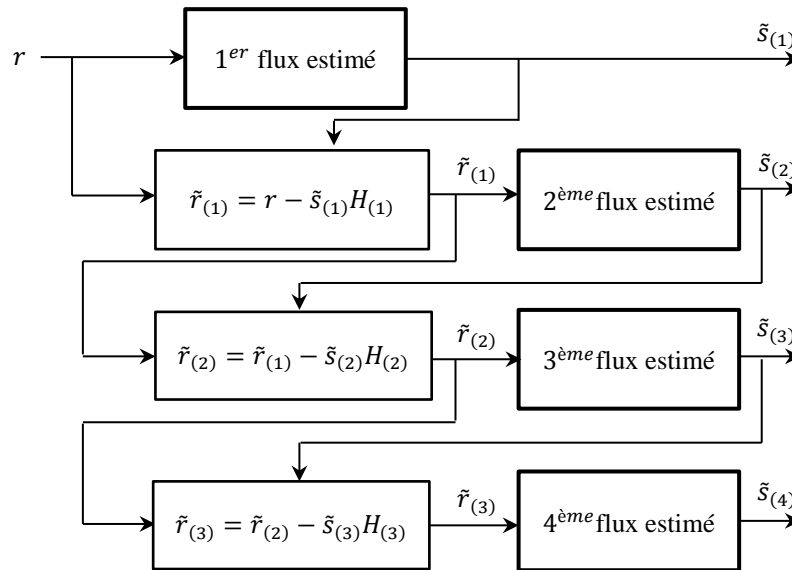 r
1^{er} flux estimé
s̃_{(1)}
r̃_{(1)} = r − s̃_{(1)}H_{(1)}
r̃_{(1)}
2^{ème} flux estimé
s̃_{(2)}
r̃_{(2)} = r̃_{(1)} − s̃_{(2)}H_{(2)}
r̃_{(2)}
3^{ème} flux estimé
s̃_{(3)}
r̃_{(3)} = r̃_{(2)} − s̃_{(3)}H_{(3)}
r̃_{(3)}
4^{ème} flux estimé
s̃_{(4)}